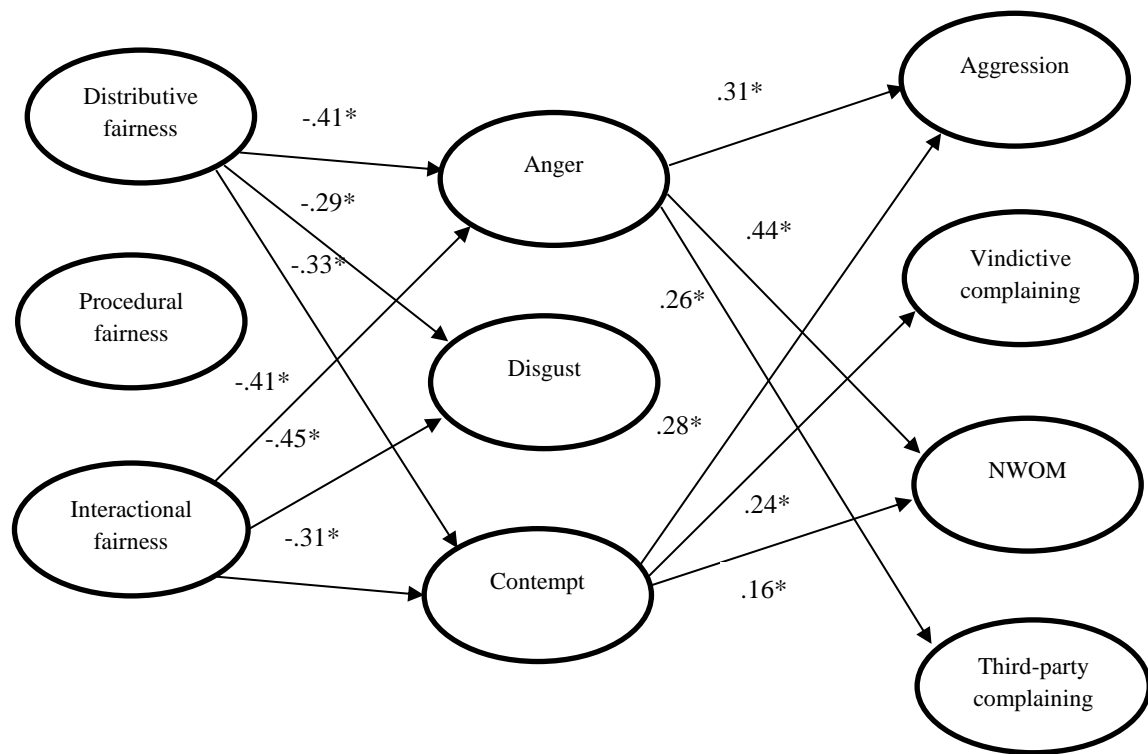 Distributive
fairness
Procedural
fairness
Interactional
fairness
-.41*
-.29*
-.33*
-.41*
-.45*
-.31*
Anger
Disgust
Contempt
.31*
.44*
.26*
.28*
.24*
.16*
Aggression
Vindictive
complaining
NWOM
Third-party
complaining